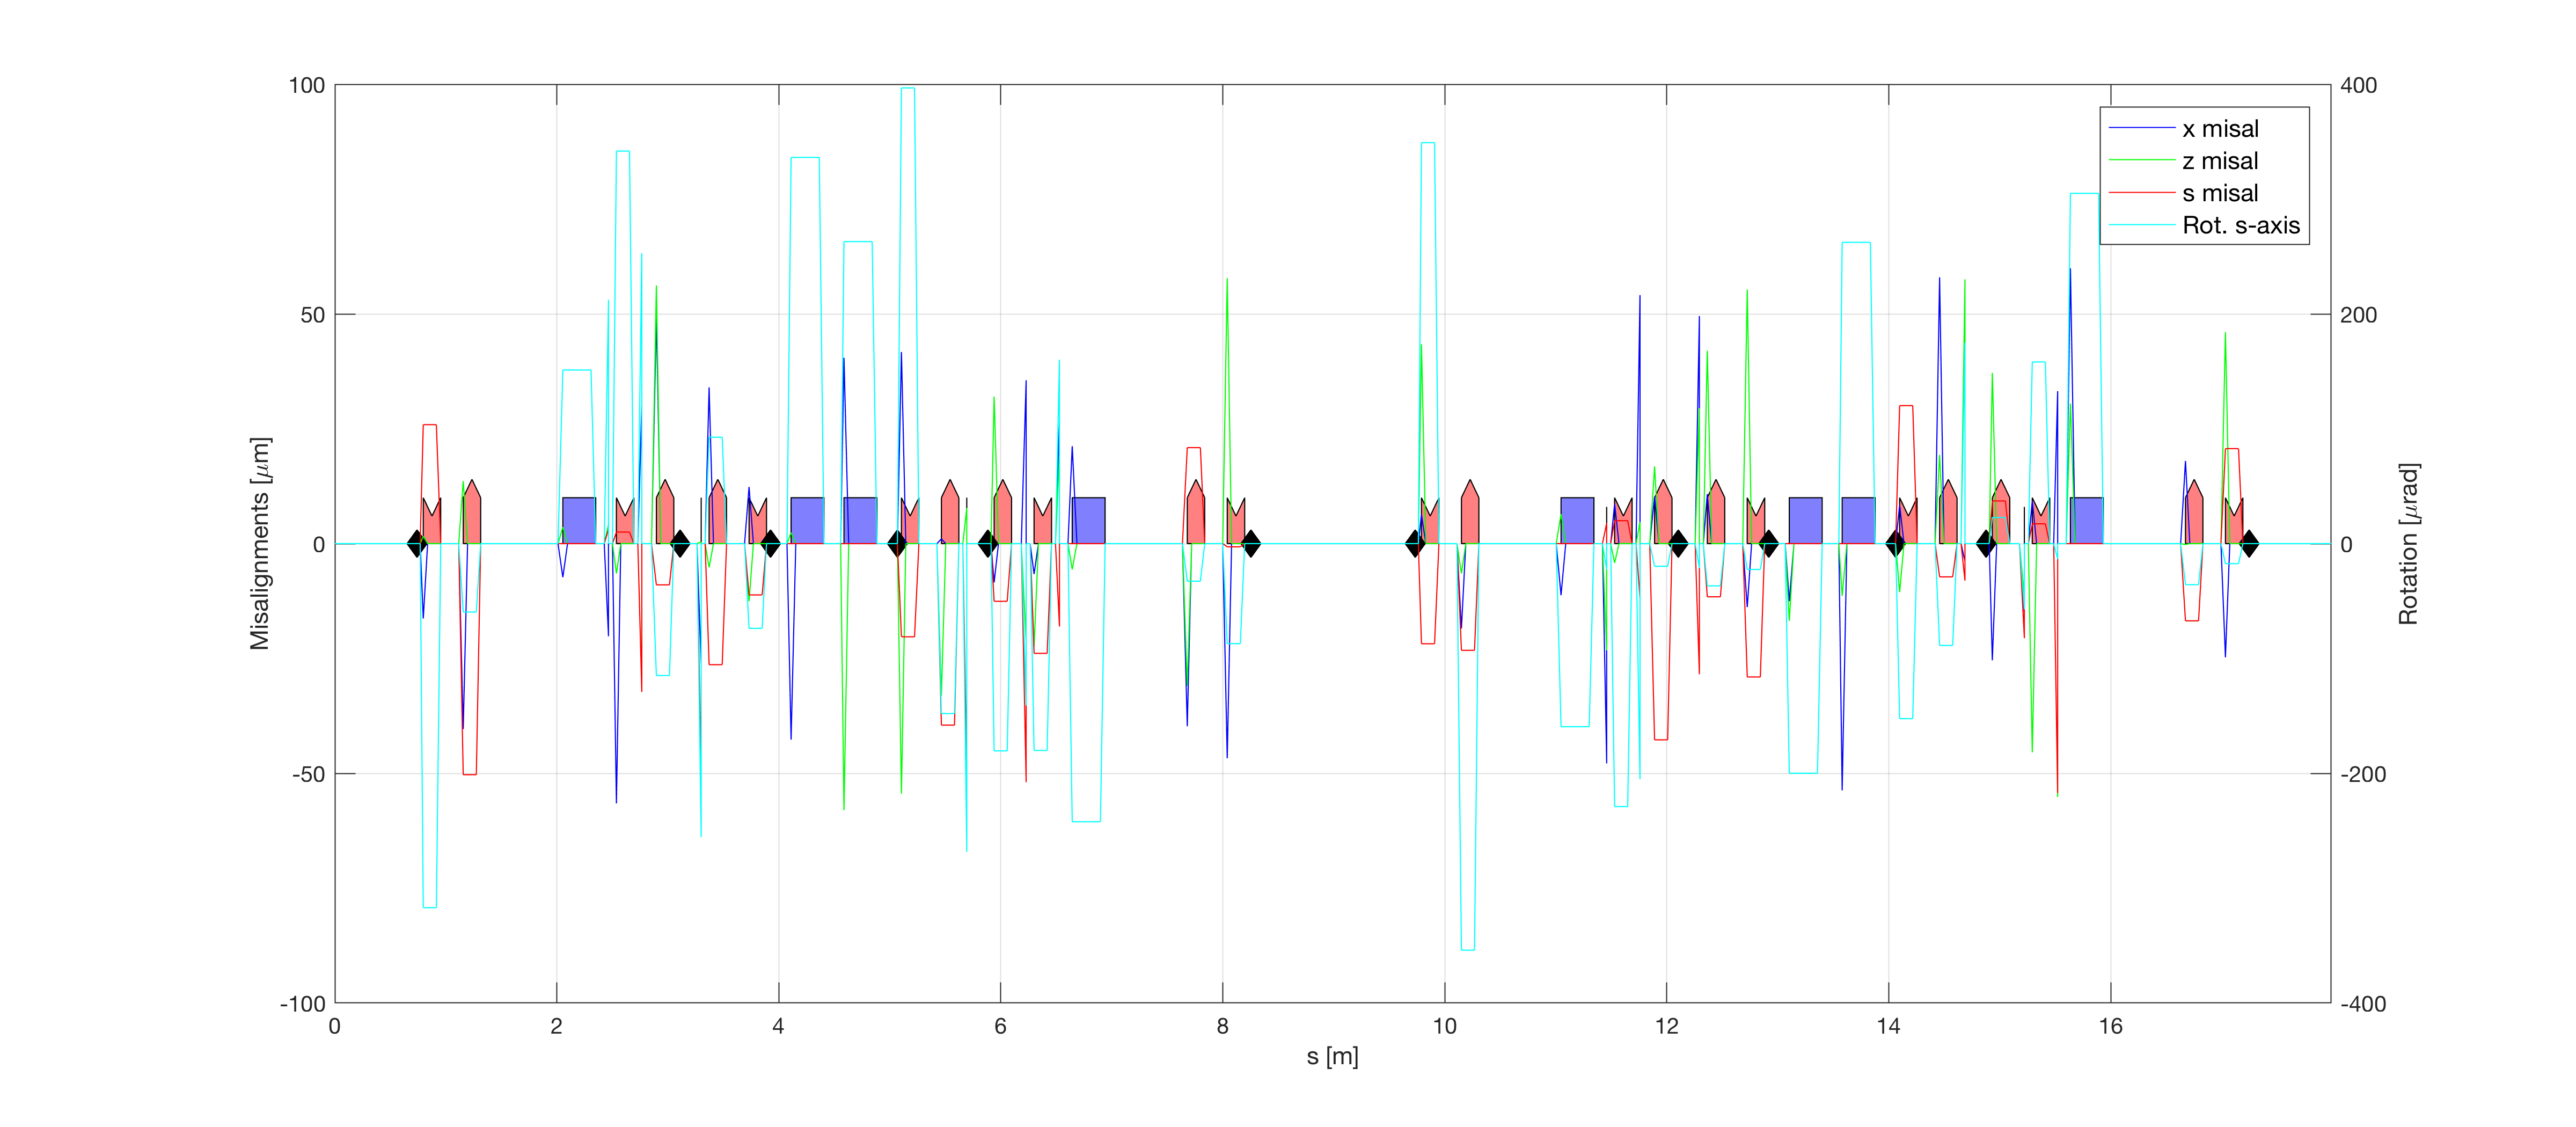 100
50
0
-50
-100
Misalignments [μm]
400
200
0
-200
-400
Rotation [μrad]
x misal
z misal
s misal
Rot. s-axis
0 2 4 6 8 10 12 14 16
s [m]